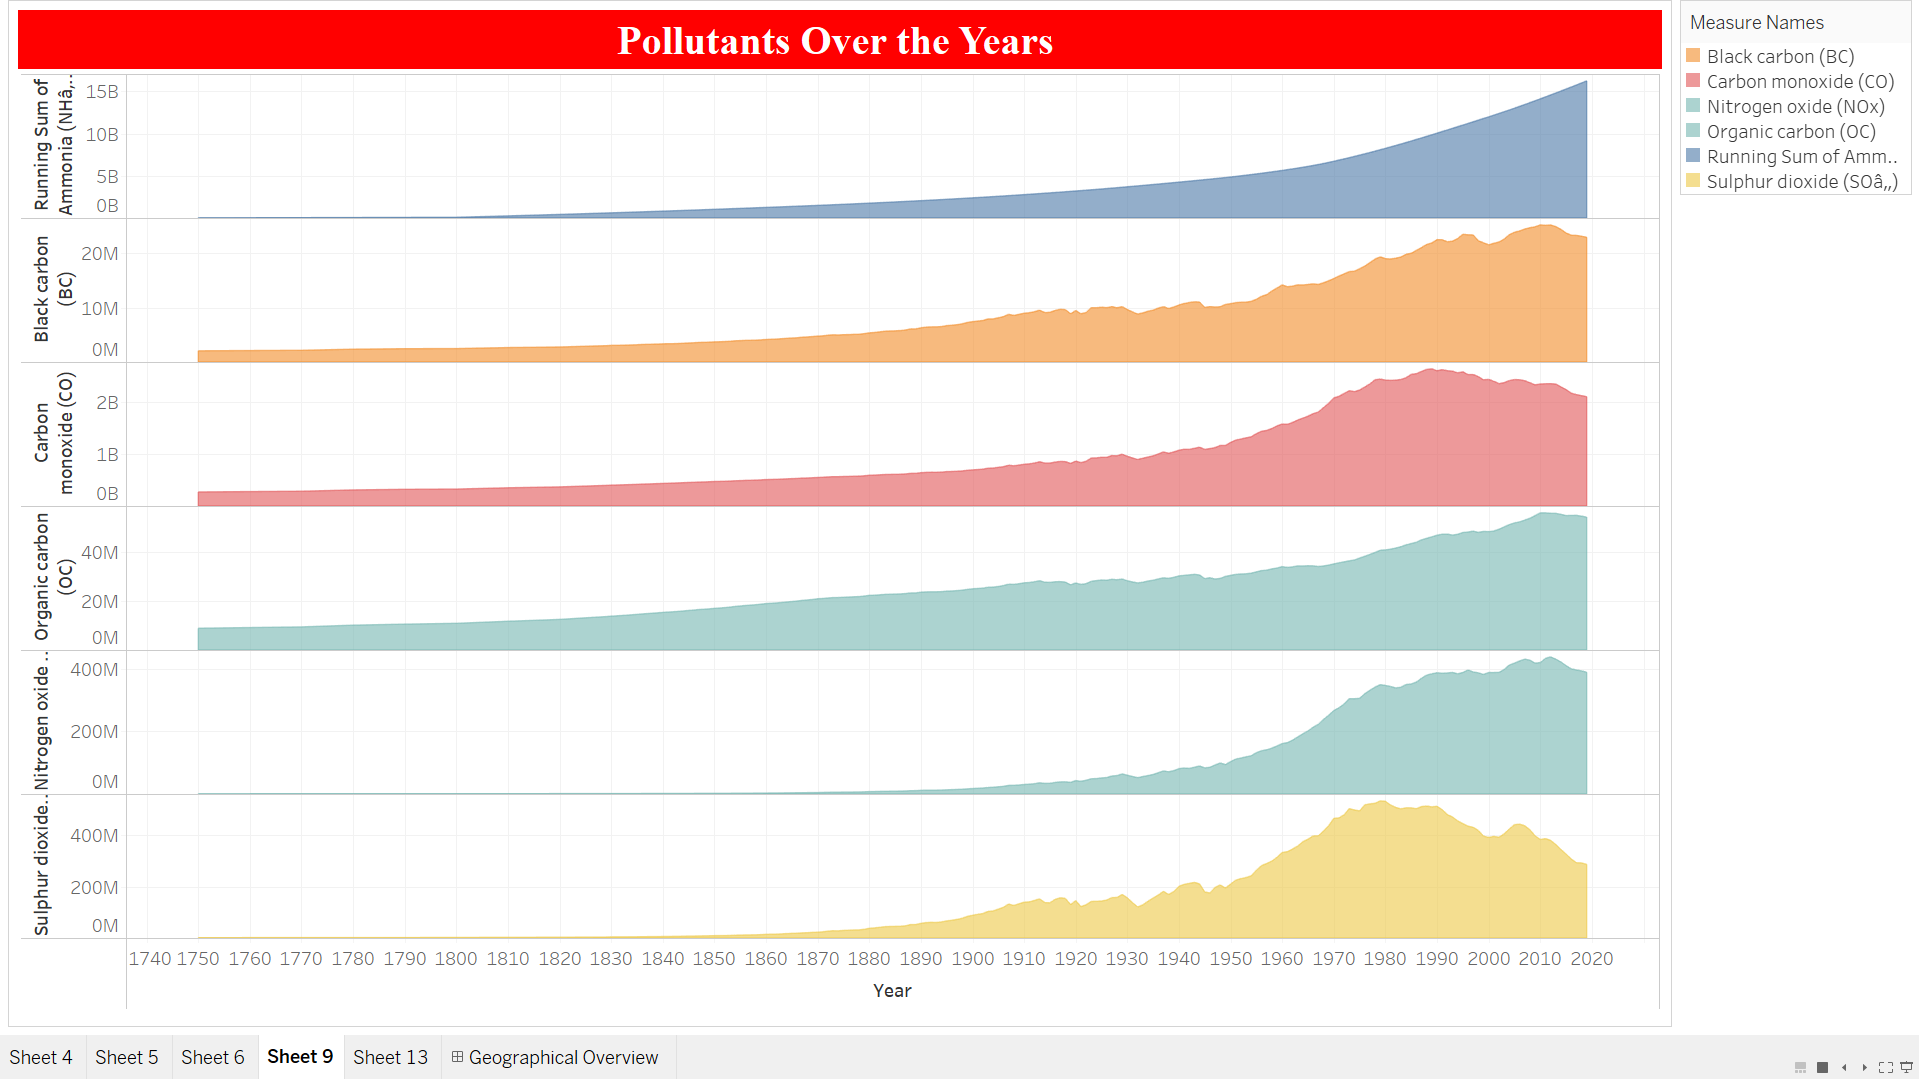 Pollutants Over the Years
Running Sum of
Ammonia (NHâ,..
15B
10B
5B
0B
Black carbon
(BC)
20M
10M
0M
Carbon
monoxide (CO)
2B
1B
0B
Organic carbon
(OC)
40M
20M
0M
Nitrogen oxide ..
400M
200M
0M
Sulphur dioxide..
400M
200M
0M
1740 1750 1760 1770 1780 1790 1800 1810 1820 1830 1840 1850 1860 1870 1880 1890 1900 1910 1920 1930 1940 1950 1960 1970 1980 1990 2000 2010 2020
Year
Measure Names
Black carbon (BC)
Carbon monoxide (CO)
Nitrogen oxide (NOx)
Organic carbon (OC)
Running Sum of Amm..
Sulphur dioxide (SOâ‚‚)
Sheet 4 Sheet 5 Sheet 6 Sheet 9 Sheet 13 Geographical Overview